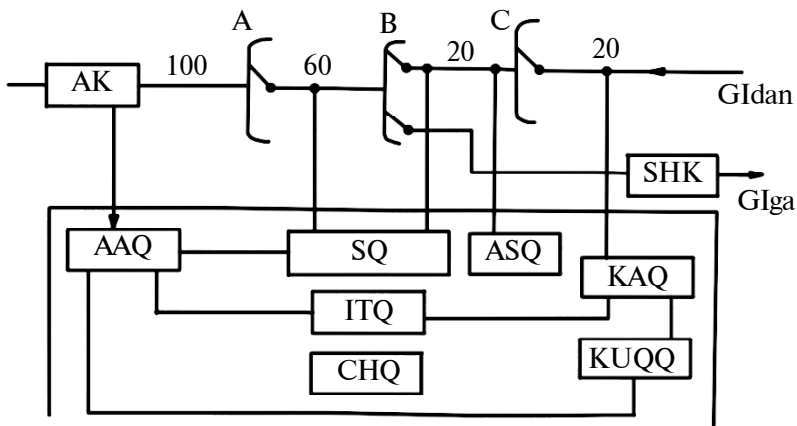 A
B
C
AK
100
60
20
20
GIdan
SHK
GIga
AAQ
SQ
ASQ
KAQ
ITQ
KUQQ
CHQ